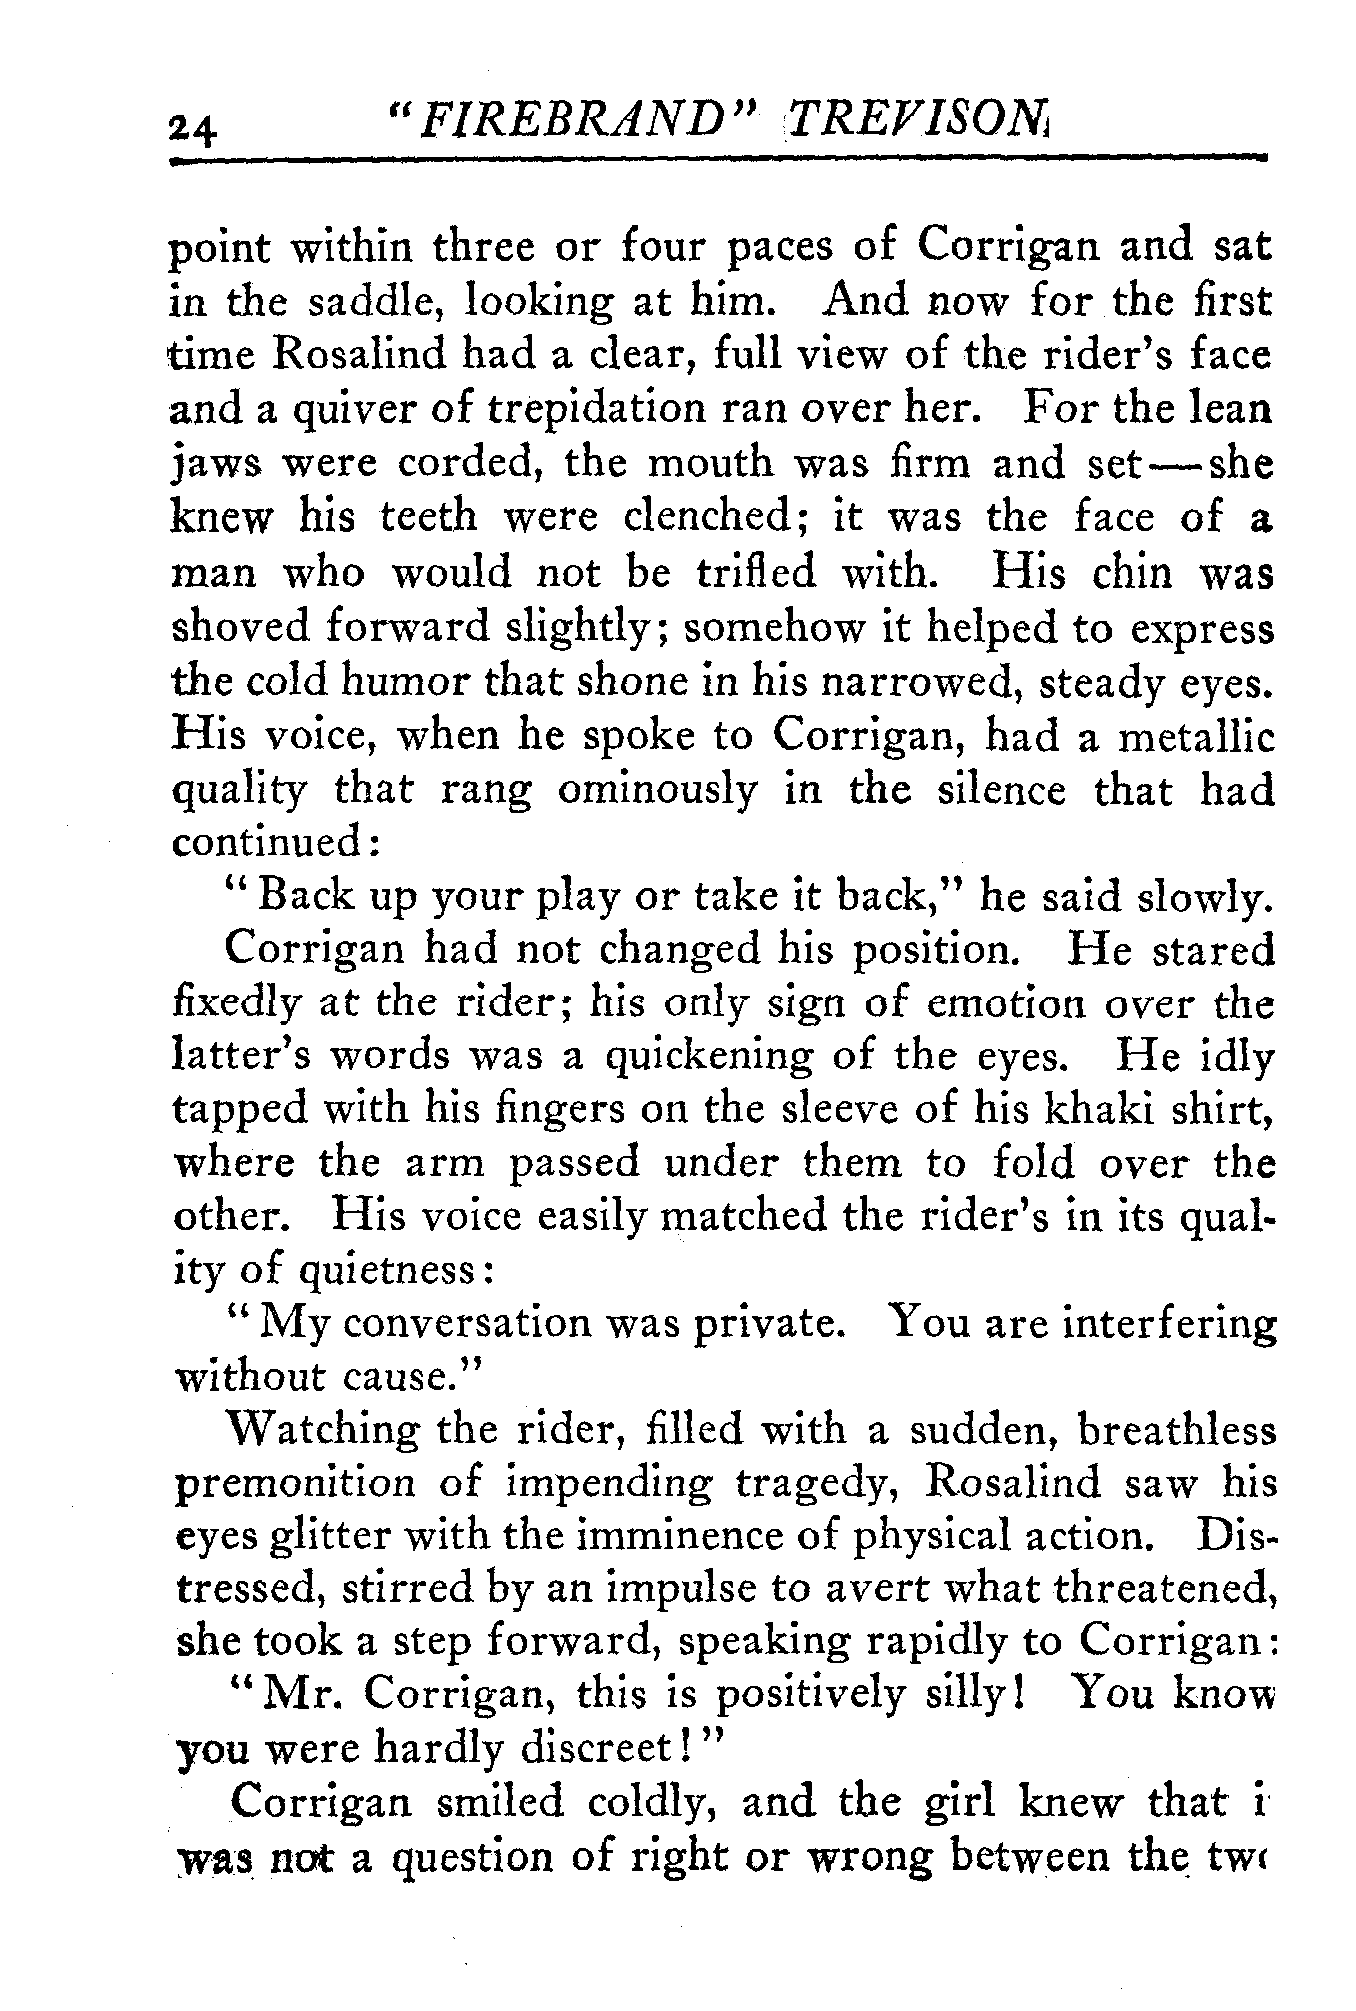 24 "FIREBRAND" TREVISON
point within three or four paces of Corrigan and sat
in the saddle, looking at him. And now for the first
time Rosalind had a clear, full view of the rider's face
and a quiver of trepidation ran over her. For the lean
jaws were corded, the mouth was firm and set—she
knew his teeth were clenched; it was the face of a
man who would not be trifled with. His chin was
shoved forward slightly; somehow it helped to express
the cold humor that shone in his narrowed, steady eyes.
His voice, when he spoke to Corrigan, had a metallic
quality that rang ominously in the silence that had
continued:
"Back up your play or take it back," he said slowly.
Corrigan had not changed his position. He stared
fixedly at the rider; his only sign of emotion over the
latter's words was a quickening of the eyes. He idly
tapped with his fingers on the sleeve of his khaki shirt,
where the arm passed under them to fold over the
other. His voice easily matched the rider's in its qual-
ity of quietness:
"My conversation was private. You are interfering
without cause."
Watching the rider, filled with a sudden, breathless
premonition of impending tragedy, Rosalind saw his
eyes glitter with the imminence of physical action. Dis-
tressed, stirred by an impulse to avert what threatened,
she took a step forward, speaking rapidly to Corrigan:
"Mr. Corrigan, this is positively silly! You know
you were hardly discreet!"
Corrigan smiled coldly, and the girl knew that i
was not a question of right or wrong between the tw